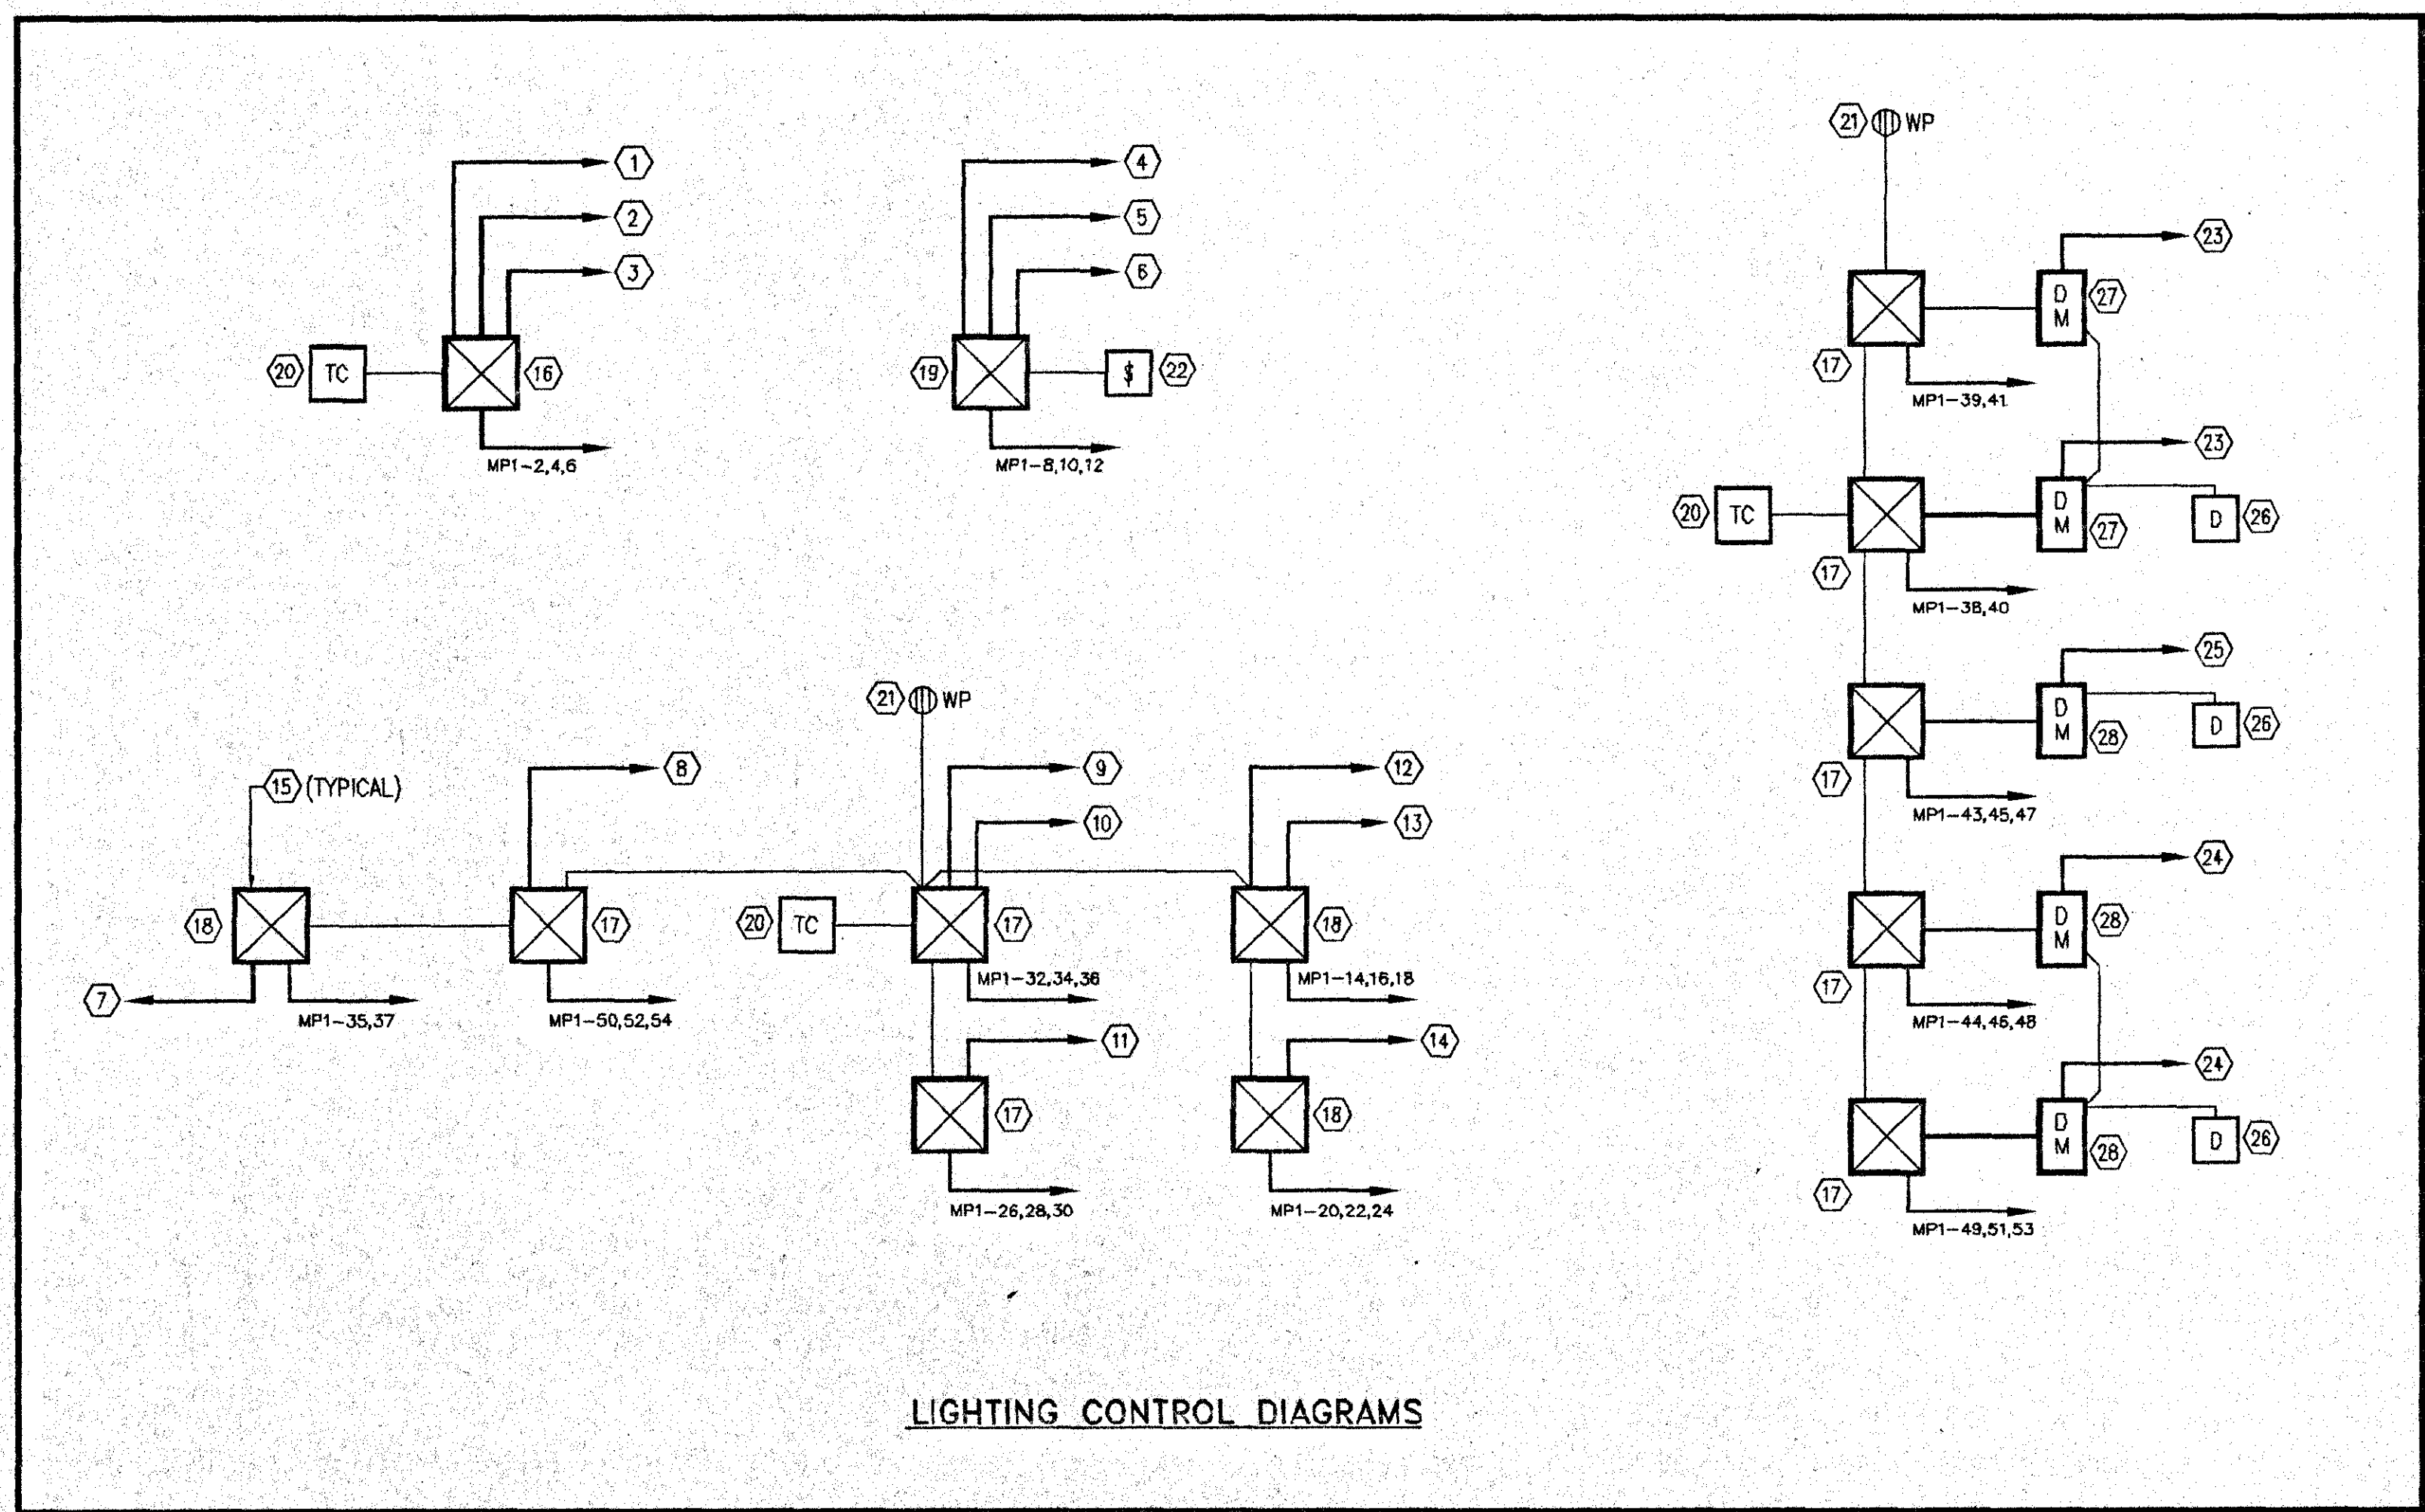 1
2
3
20 TC 16
MP1-2,4,6
4
5
6
19 $ 22
MP1-8,10,12
21 WP
23
D
M
27
17
MP1-39,41
23
20 TC
D
M
27
D 26
17
MP1-38,40
25
D
M
28
D 26
17
MP1-43,45,47
24
D
M
28
17
MP1-44,46,48
24
D
M
28
D 26
17
MP1-49,51,53
21 WP
15 (TYPICAL)
8
9
10
12
13
18
17
20 TC
17
18
7
MP1-35,37
MP1-50,52,54
MP1-32,34,36
MP1-14,16,18
11
14
17
18
MP1-26,28,30
MP1-20,22,24
LIGHTING CONTROL DIAGRAMS